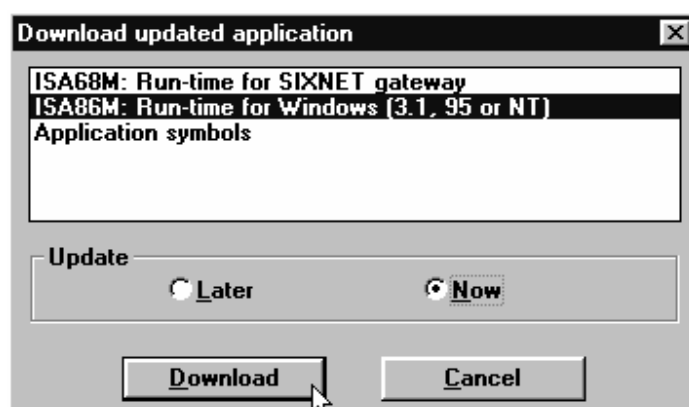 Download updated application
ISA68M: Run-time for SIXNET gateway
ISA86M: Run-time for Windows (3.1, 95 or NT)
Application symbols
Update
Later
Now
Download
Cancel